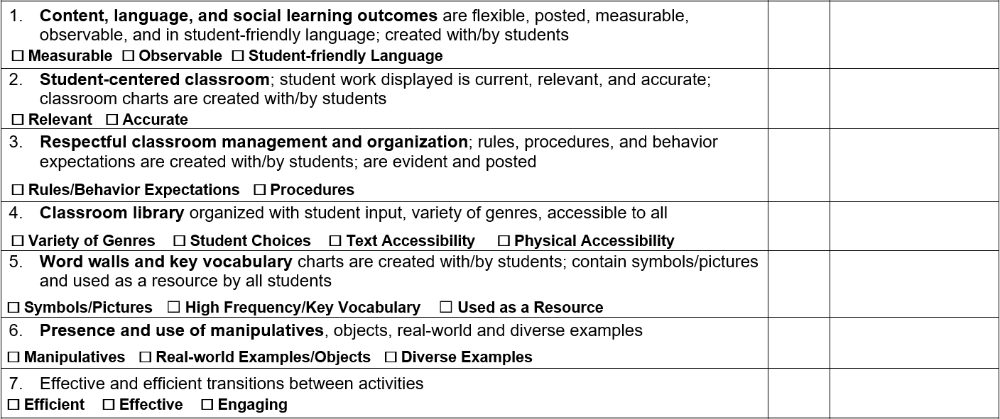 1. Content, language, and social learning outcomes are flexible, posted, measurable,
observable, and in student-friendly language; created with/by students
☐ Measurable ☐ Observable ☐ Student-friendly Language
2. Student-centered classroom; student work displayed is current, relevant, and accurate;
classroom charts are created with/by students
☐ Relevant ☐ Accurate
3. Respectful classroom management and organization; rules, procedures, and behavior
expectations are created with/by students; are evident and posted
☐ Rules/Behavior Expectations ☐ Procedures
4. Classroom library organized with student input, variety of genres, accessible to all
☐ Variety of Genres ☐ Student Choices ☐ Text Accessibility ☐ Physical Accessibility
5. Word walls and key vocabulary charts are created with/by students; contain symbols/pictures
and used as a resource by all students
☐ Symbols/Pictures ☐ High Frequency/Key Vocabulary ☐ Used as a Resource
6. Presence and use of manipulatives, objects, real-world and diverse examples
☐ Manipulatives ☐ Real-world Examples/Objects ☐ Diverse Examples
7. Effective and efficient transitions between activities
☐ Efficient ☐ Effective ☐ Engaging